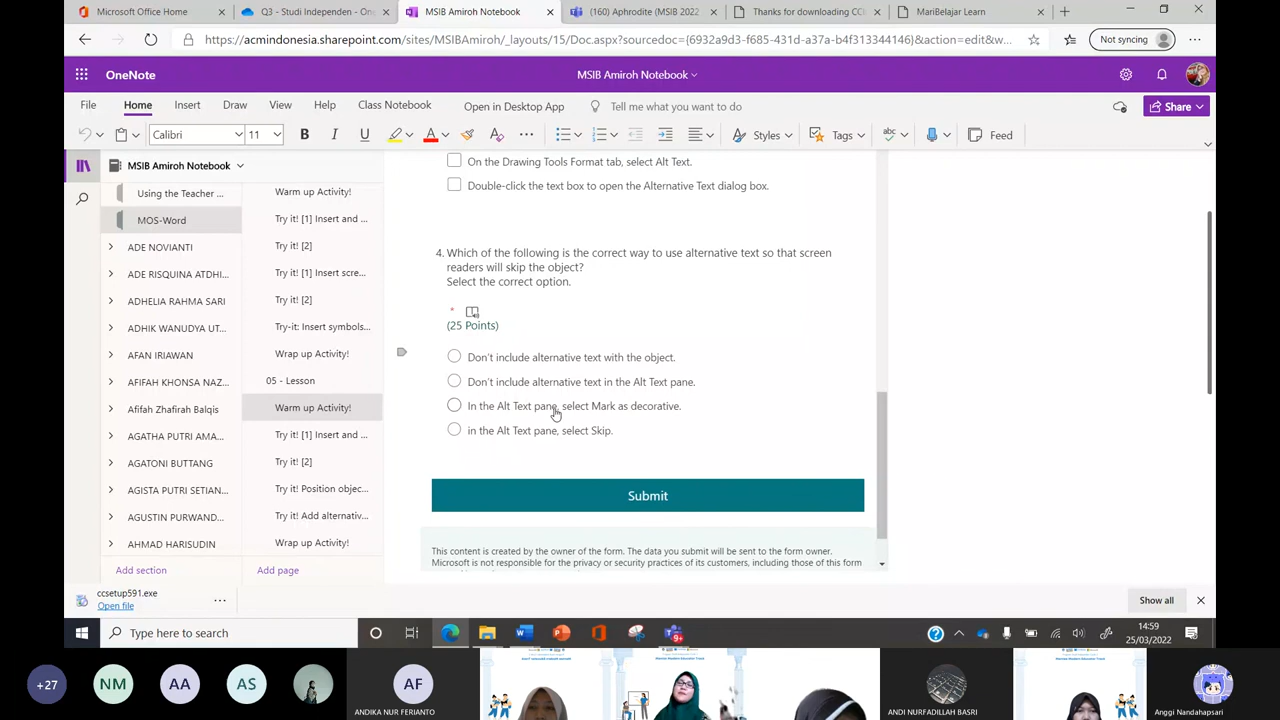 Microsoft Office Home
Q3 - Studi Independen - On
MSIB Amiroh Notebook
(160) Aphrodite (MSIB 2022
Thanks for downloading CCl
MariBelajar Learn
https://acmindonesia.sharepoint.com/sites/MSIBAmiroh/_layouts/15/Doc.aspx?sourcedoc={6932a9d3-f685-431d-a37a-b4f313344146}&action=edit&w...
Not syncing
OneNote
MSIB Amiroh Notebook
File
Home
Insert
Draw
View
Help
Class Notebook
Open in Desktop App
Tell me what you want to do
Share
Calibri
11
B
I
U
A
Styles
Tags
abc
Feed
MSIB Amiroh Notebook
Using the Teacher ...
MOS-Word
ADE NOVIANTI
ADE RISQUINA ATDHI...
ADHELIA RAHMA SARI
ADHIK WANUDYA UT...
AFAN IRIAWAN
AFIFAH KHONSA NAZ...
Afifah Zhafirah Balqis
AGATHA PUTRI AMA...
AGATONI BUTTANG
AGISTA PUTRI SETIAN...
AGUSTIN PURWAND...
AHMAD HARISUDIN
Add section
Warm up Activity!
Try it! [1] Insert and ...
Try it! [2]
Try it! [1] Insert scre...
Try it! [2]
Try-it: Insert symbols...
Wrap up Activity!
05 - Lesson
Warm up Activity!
Try it! [1] Insert and ...
Try it! [2]
Try it! Position objec...
Try it! Add alternativ...
Wrap up Activity!
Add page
On the Drawing Tools Format tab, select Alt Text.
Double-click the text box to open the Alternative Text dialog box.
4. Which of the following is the correct way to use alternative text so that screen
readers will skip the object?
Select the correct option.
*
(25 Points)
Don't include alternative text with the object.
Don't include alternative text in the Alt Text pane.
In the Alt Text pane, select Mark as decorative.
in the Alt Text pane, select Skip.
Submit
This content is created by the owner of the form. The data you submit will be sent to the form owner.
Microsoft is not responsible for the privacy or security practices of its customers, including those of this form
ccsetup591.exe
Open file
Show all
Type here to search
9+
14:59
25/03/2022
+27
NM
AA
AS
AF
ANDIKA NUR FERIANTO
ANDI NURFADILLAH BASRI
Anggi Nandahapsari